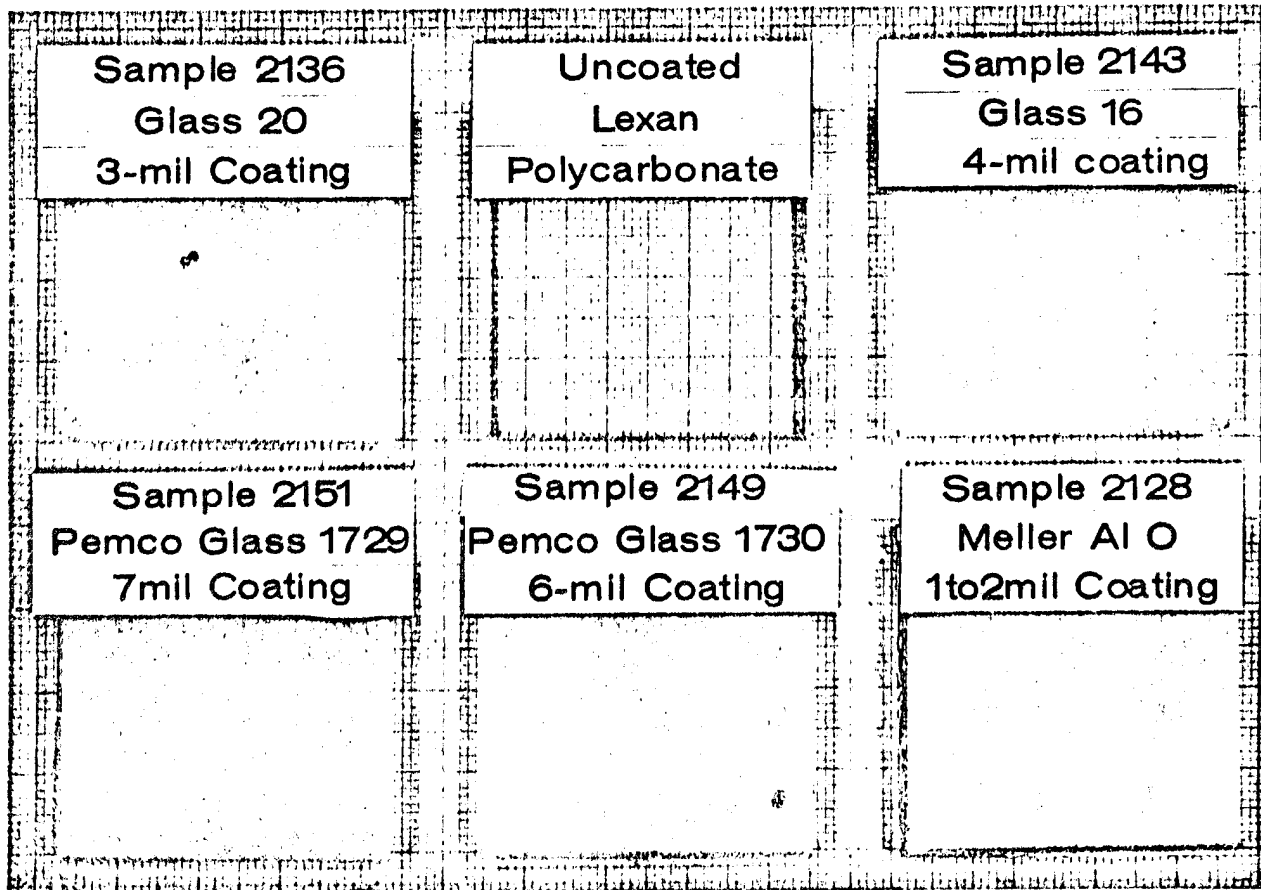 Sample 2136
Glass 20
3-mil Coating
Uncoated
Lexan
Polycarbonate
Sample 2143
Glass 16
4-mil coating
Sample 2151
Pemco Glass 1729
7mil Coating
Sample 2149
Pemco Glass 1730
6-mil Coating
Sample 2128
Meller Al O
1to2mil Coating